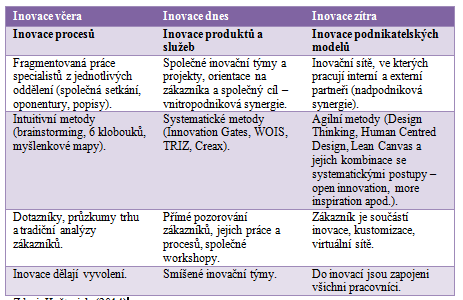 Inovace včera
Inovace dnes
Inovace zítra
Inovace procesů
Inovace produktů a
služeb
Inovace podnikatelských
modelů
Fragmentovaná práce
specialistů z jednotlivých
oddělení (společná setkání,
oponentury, popisy).
Společné inovační týmy a
projekty, orientace na
zákazníka a společný cíl –
vnitropodniková synergie.
Inovační sítě, ve kterých
pracují interní a externí
partneři (nadpodniková
synergie).
Intuitivní metody
(brainstorming, 6 klobouků,
myšlenkové mapy).
Systematické metody
(Innovation Gates, WOIS,
TRIZ, Creax).
Agilní metody (Design
Thinking, Human Centred
Design, Lean Canvas a
jejich kombinace se
systematickými postupy –
open innovation, more
inspiration apod.).
Dotazníky, průzkumy trhu
a tradiční analýzy
zákazníků.
Přímé pozorování
zákazníků, jejich práce a
procesů, společné
workshopy.
Zákazník je součástí
inovace, kustomizace,
virtuální sítě.
Inovace dělají vyvolení.
Smíšené inovační týmy.
Do inovací jsou zapojeni
všichni pracovníci.